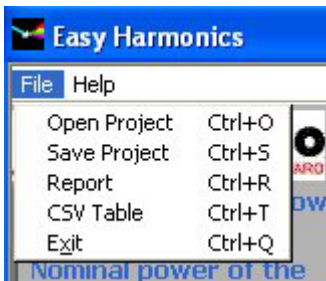 Easy Harmonics
File Help
Open Project Ctrl+O
Save Project Ctrl+S
Report Ctrl+R
CSV Table Ctrl+T
Exit Ctrl+Q
Nominal power of the